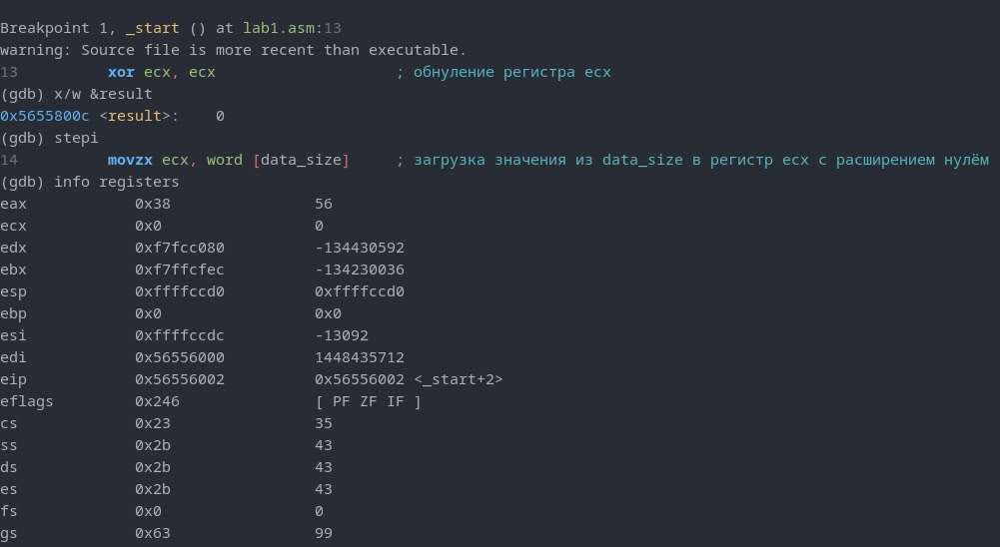 Breakpoint 1, _start () at lab1.asm:13
warning: Source file is more recent than executable.
13          xor ecx, ecx                    ; обнуление регистра ecx
(gdb) x/w &result
0x5655800c <result>:    0
(gdb) stepi
14          movzx ecx, word [data_size]     ; загрузка значения из data_size в регистр ecx с расширением нулём
(gdb) info registers
eax            0x38                56
ecx            0x0                 0
edx            0xf7fcc080          -134430592
ebx            0xf7ffcfec          -134230036
esp            0xffffccd0          0xffffccd0
ebp            0x0                 0x0
esi            0xffffccdc          -13092
edi            0x56556000          1448435712
eip            0x56556002          0x56556002 <_start+2>
eflags         0x246               [ PF ZF IF ]
cs             0x23                35
ss             0x2b                43
ds             0x2b                43
es             0x2b                43
fs             0x0                 0
gs             0x63                99